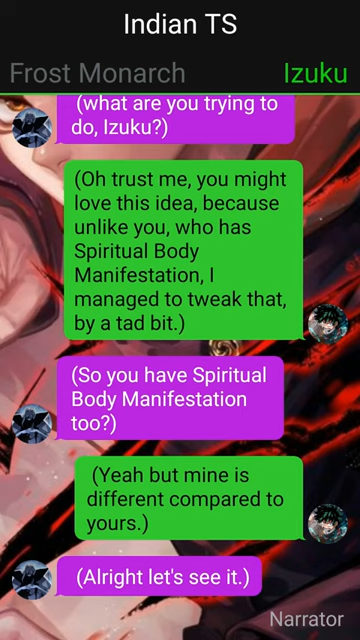 Indian TS
Frost Monarch Izuku
(what are you trying to
do, Izuku?)
(Oh trust me, you might
love this idea, because
unlike you, who has
Spiritual Body
Manifestation, I
managed to tweak that,
by a tad bit.)
(So you have Spiritual
Body Manifestation
too?)
(Yeah but mine is
different compared to
yours.)
(Alright let's see it.)
Narrator